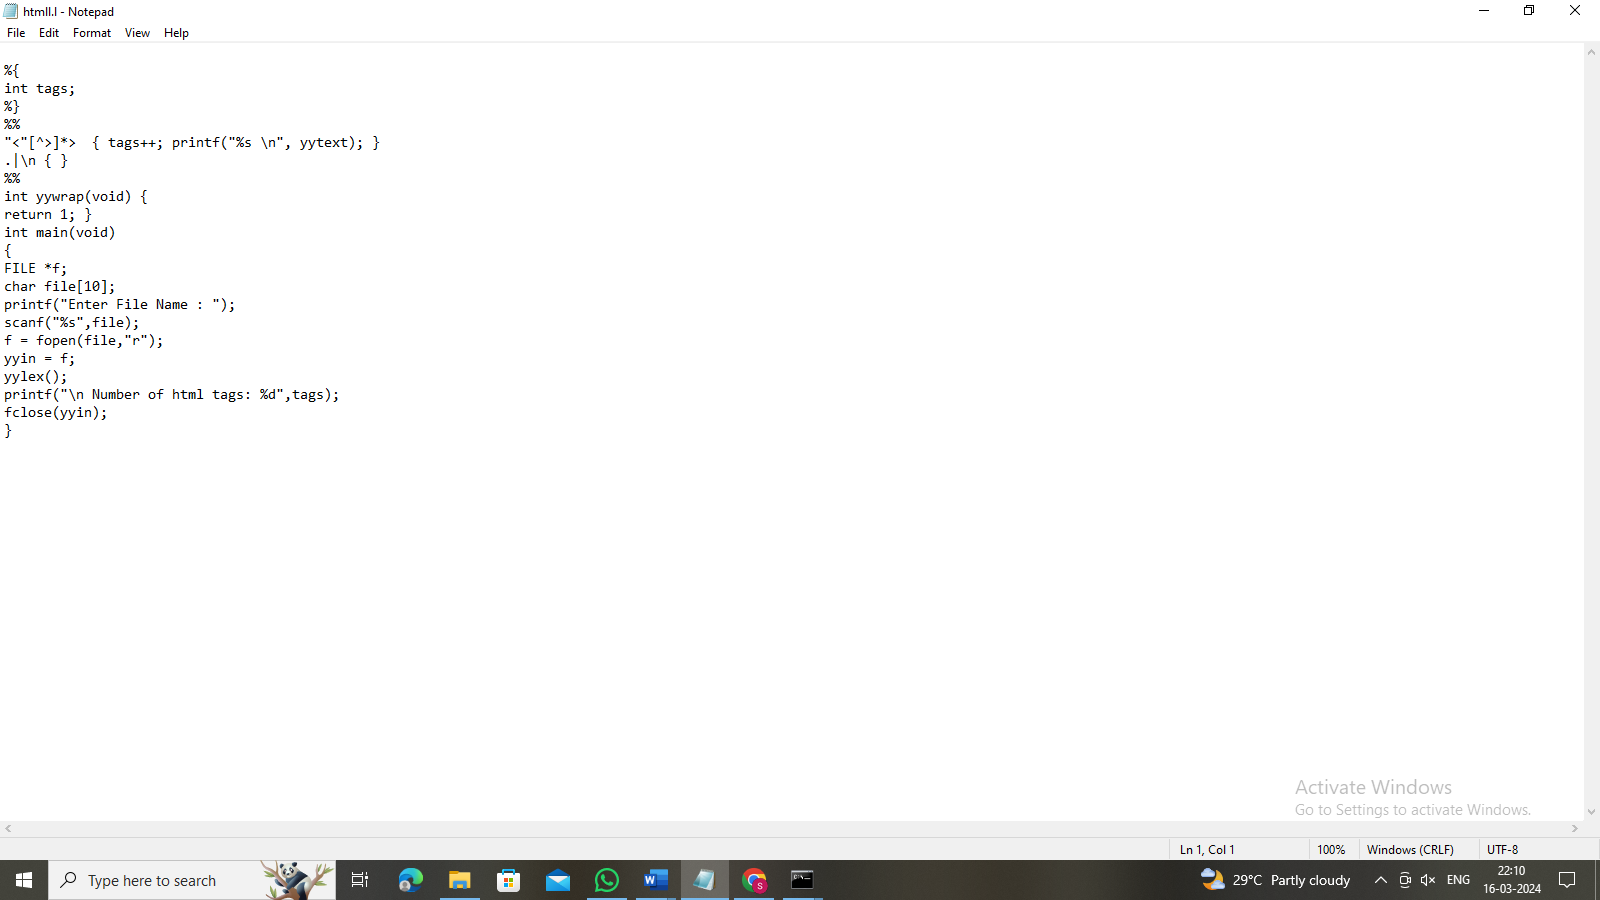 htmll.l - Notepad
File Edit Format View Help
%{
int tags;
%}
%%
"<"[^>]*>  { tags++; printf("%s \n", yytext); }
.|\n { }
%%
int yywrap(void) {
return 1; }
int main(void)
{
FILE *f;
char file[10];
printf("Enter File Name : ");
scanf("%s",file);
f = fopen(file,"r");
yyin = f;
yylex();
printf("\n Number of html tags: %d",tags);
fclose(yyin);
}
Activate Windows
Go to Settings to activate Windows.
Ln 1, Col 1 100% Windows (CRLF) UTF-8
Type here to search W S 29°C Partly cloudy ENG 22:10
16-03-2024